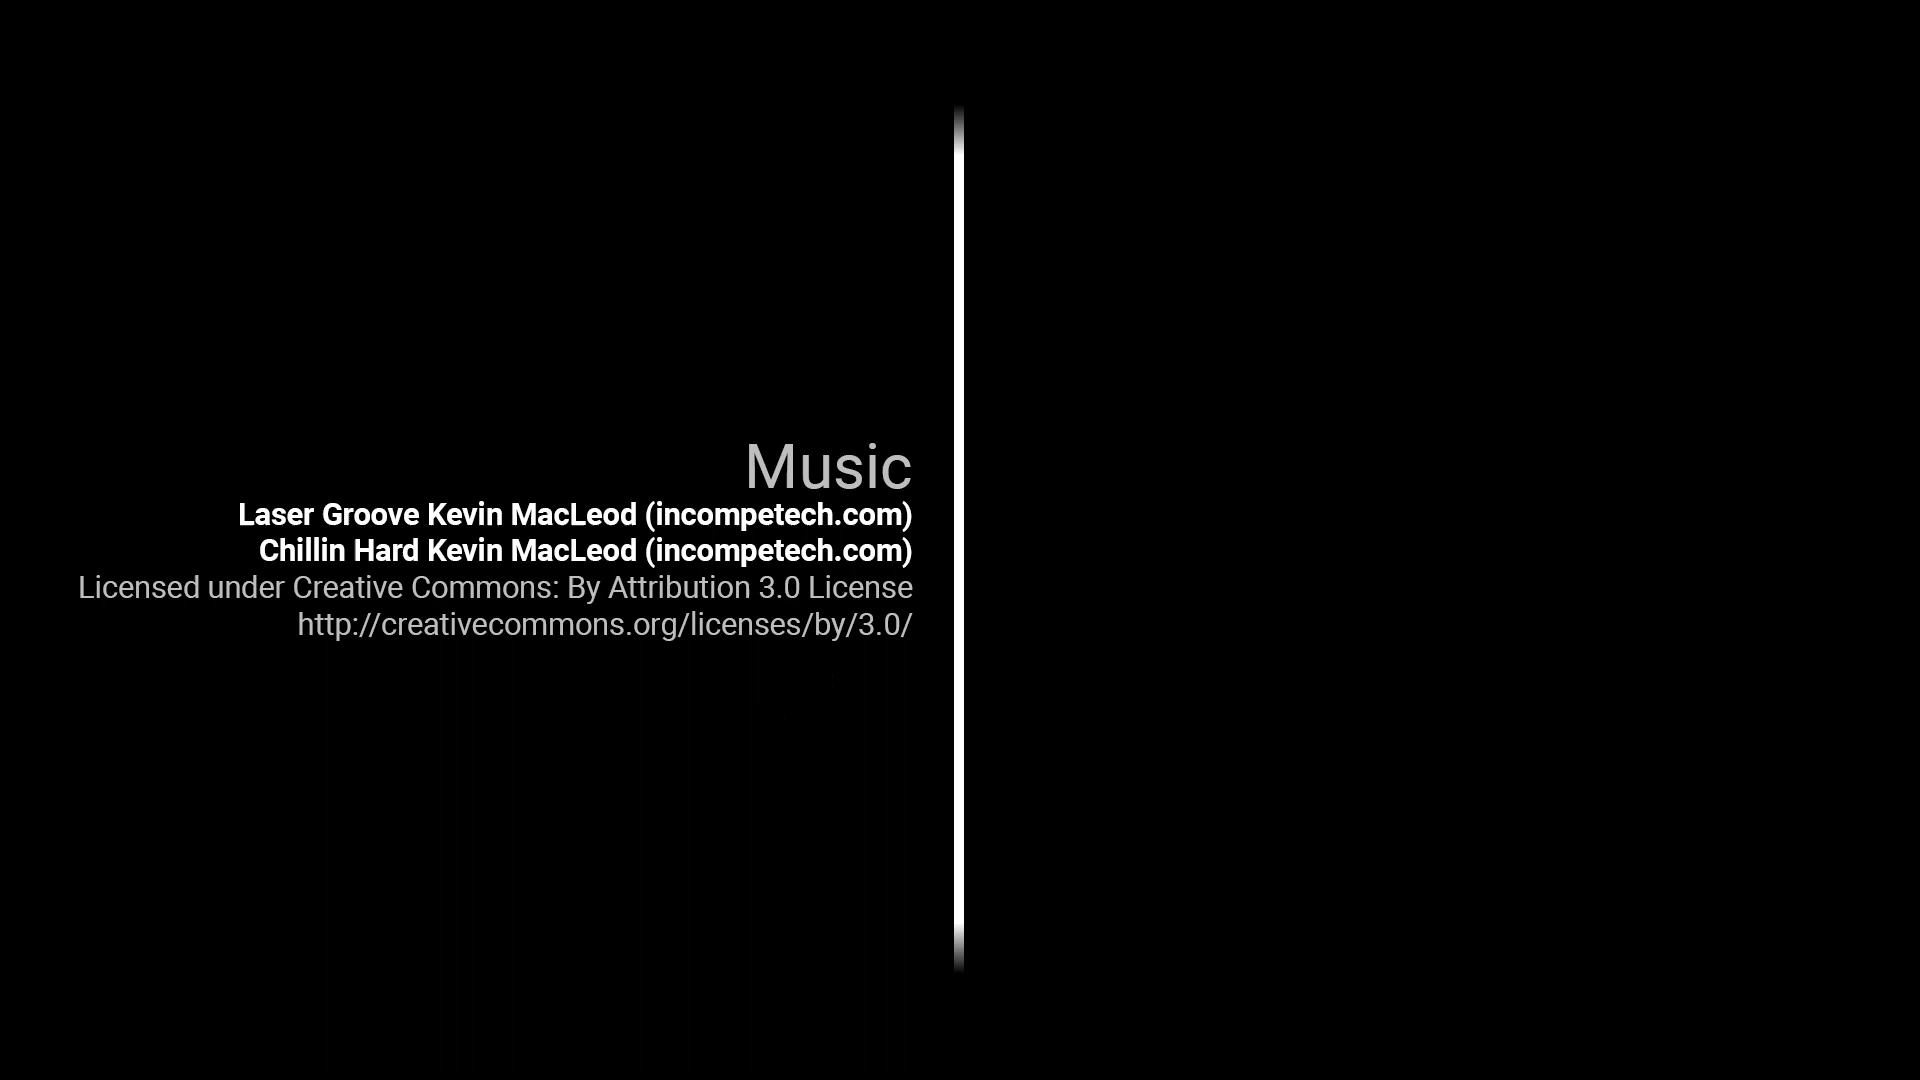 Music
Laser Groove Kevin MacLeod (incompetech.com)
Chillin Hard Kevin MacLeod (incompetech.com)
Licensed under Creative Commons: By Attribution 3.0 License
http://creativecommons.org/licenses/by/3.0/